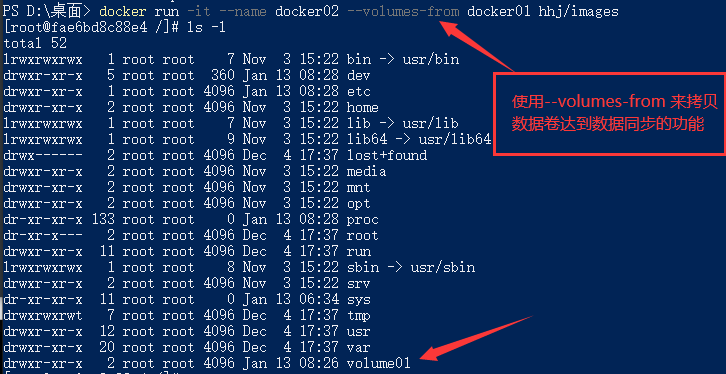 PS D:\桌面> docker run -it --name docker02 --volumes-from docker01 hhj/images
[root@fae6bd8c88e4 /]# ls -l
total 52
lrwxrwxrwx   1 root root    7 Nov  3 15:22 bin -> usr/bin
drwxr-xr-x   5 root root  360 Jan 13 08:28 dev
drwxr-xr-x   1 root root 4096 Jan 13 08:28 etc
drwxr-xr-x   2 root root 4096 Nov  3 15:22 home
lrwxrwxrwx   1 root root    7 Nov  3 15:22 lib -> usr/lib
lrwxrwxrwx   1 root root    9 Nov  3 15:22 lib64 -> usr/lib64
drwx------   2 root root 4096 Dec  4 17:37 lost+found
drwxr-xr-x   2 root root 4096 Nov  3 15:22 media
drwxr-xr-x   2 root root 4096 Nov  3 15:22 mnt
drwxr-xr-x   2 root root 4096 Nov  3 15:22 opt
dr-xr-xr-x 133 root root    0 Jan 13 08:28 proc
dr-xr-x---   2 root root 4096 Dec  4 17:37 root
drwxr-xr-x  11 root root 4096 Dec  4 17:37 run
lrwxrwxrwx   1 root root    8 Nov  3 15:22 sbin -> usr/sbin
drwxr-xr-x   2 root root 4096 Nov  3 15:22 srv
dr-xr-xr-x  11 root root    0 Jan 13 06:34 sys
drwxrwxrwt   7 root root 4096 Dec  4 17:37 tmp
drwxr-xr-x  12 root root 4096 Dec  4 17:37 usr
drwxr-xr-x  20 root root 4096 Dec  4 17:37 var
drwxr-xr-x   2 root root 4096 Jan 13 08:26 volume01
使用--volumes-from 来拷贝
数据卷达到数据同步的功能